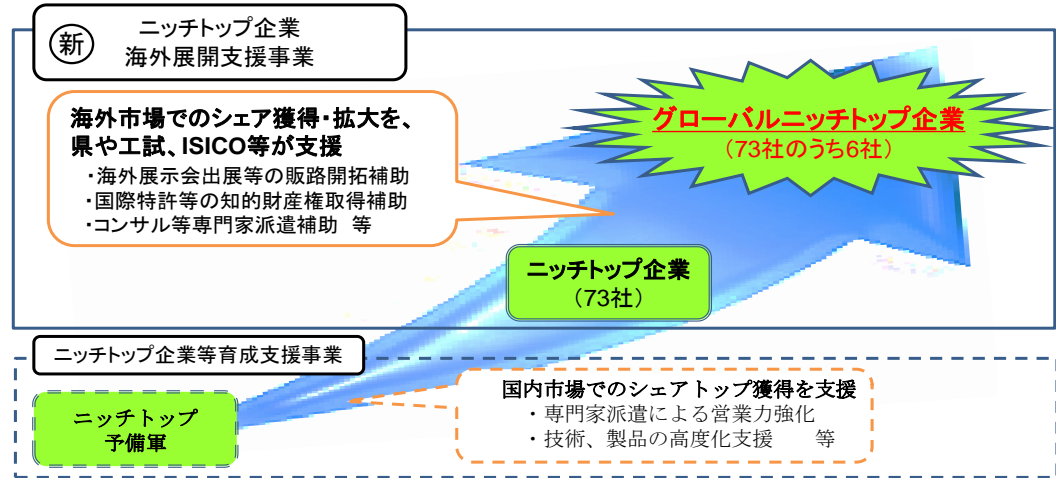 新
ニッチトップ企業
海外展開支援事業
海外市場でのシェア獲得・拡大を、
県や工試、ISICO等が支援
・海外展示会出展等の販路開拓補助
・国際特許等の知的財産権取得補助
・コンサル等専門家派遣補助　等
グローバルニッチトップ企業
（73社のうち6社）
ニッチトップ企業
（73社）
ニッチトップ企業等育成支援事業
ニッチトップ
予備軍
国内市場でのシェアトップ獲得を支援
・専門家派遣による営業力強化
・技術、製品の高度化支援　　等